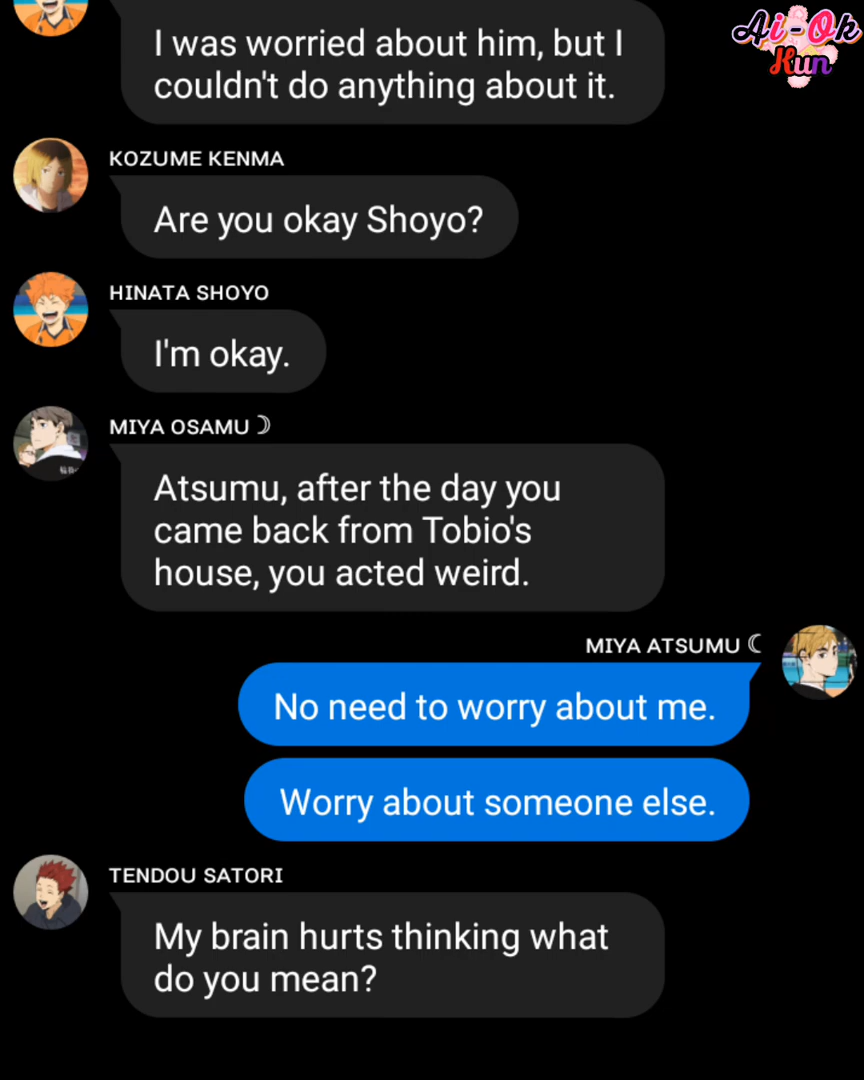 Ai-Ok
Kun
I was worried about him, but I
couldn't do anything about it.
KOZUME KENMA
Are you okay Shoyo?
HINATA SHOYO
I'm okay.
MIYA OSAMU ☽
Atsumu, after the day you
came back from Tobio's
house, you acted weird.
MIYA ATSUMU ☾
No need to worry about me.
Worry about someone else.
TENDOU SATORI
My brain hurts thinking what
do you mean?